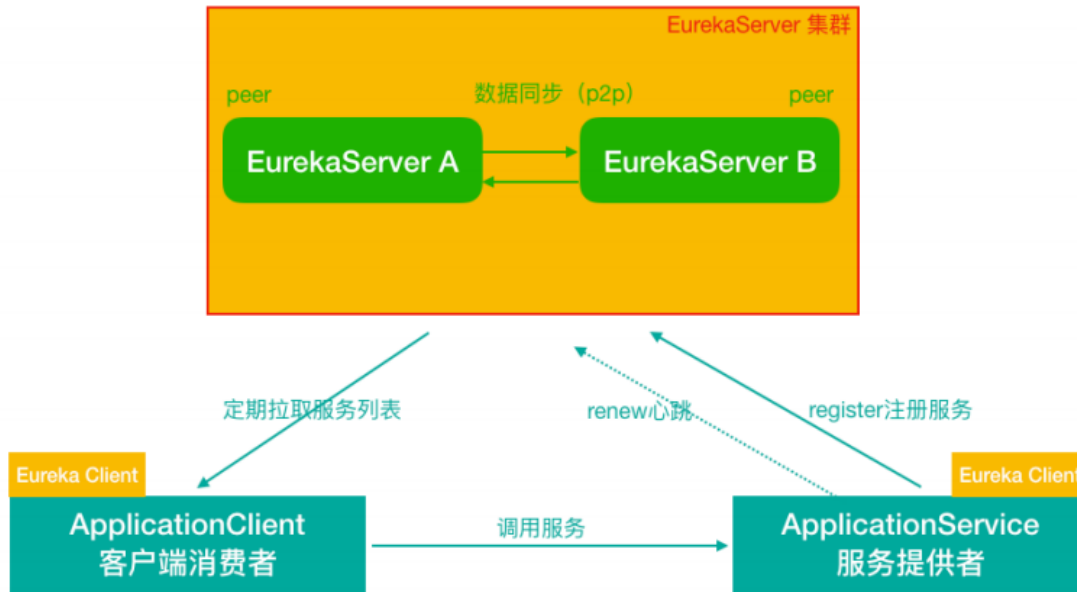 EurekaServer 集群
peer
数据同步（p2p）
peer
EurekaServer A
EurekaServer B
定期拉取服务列表
renew心跳
register注册服务
Eureka Client
Eureka Client
ApplicationClient
客户端消费者
调用服务
ApplicationService
服务提供者